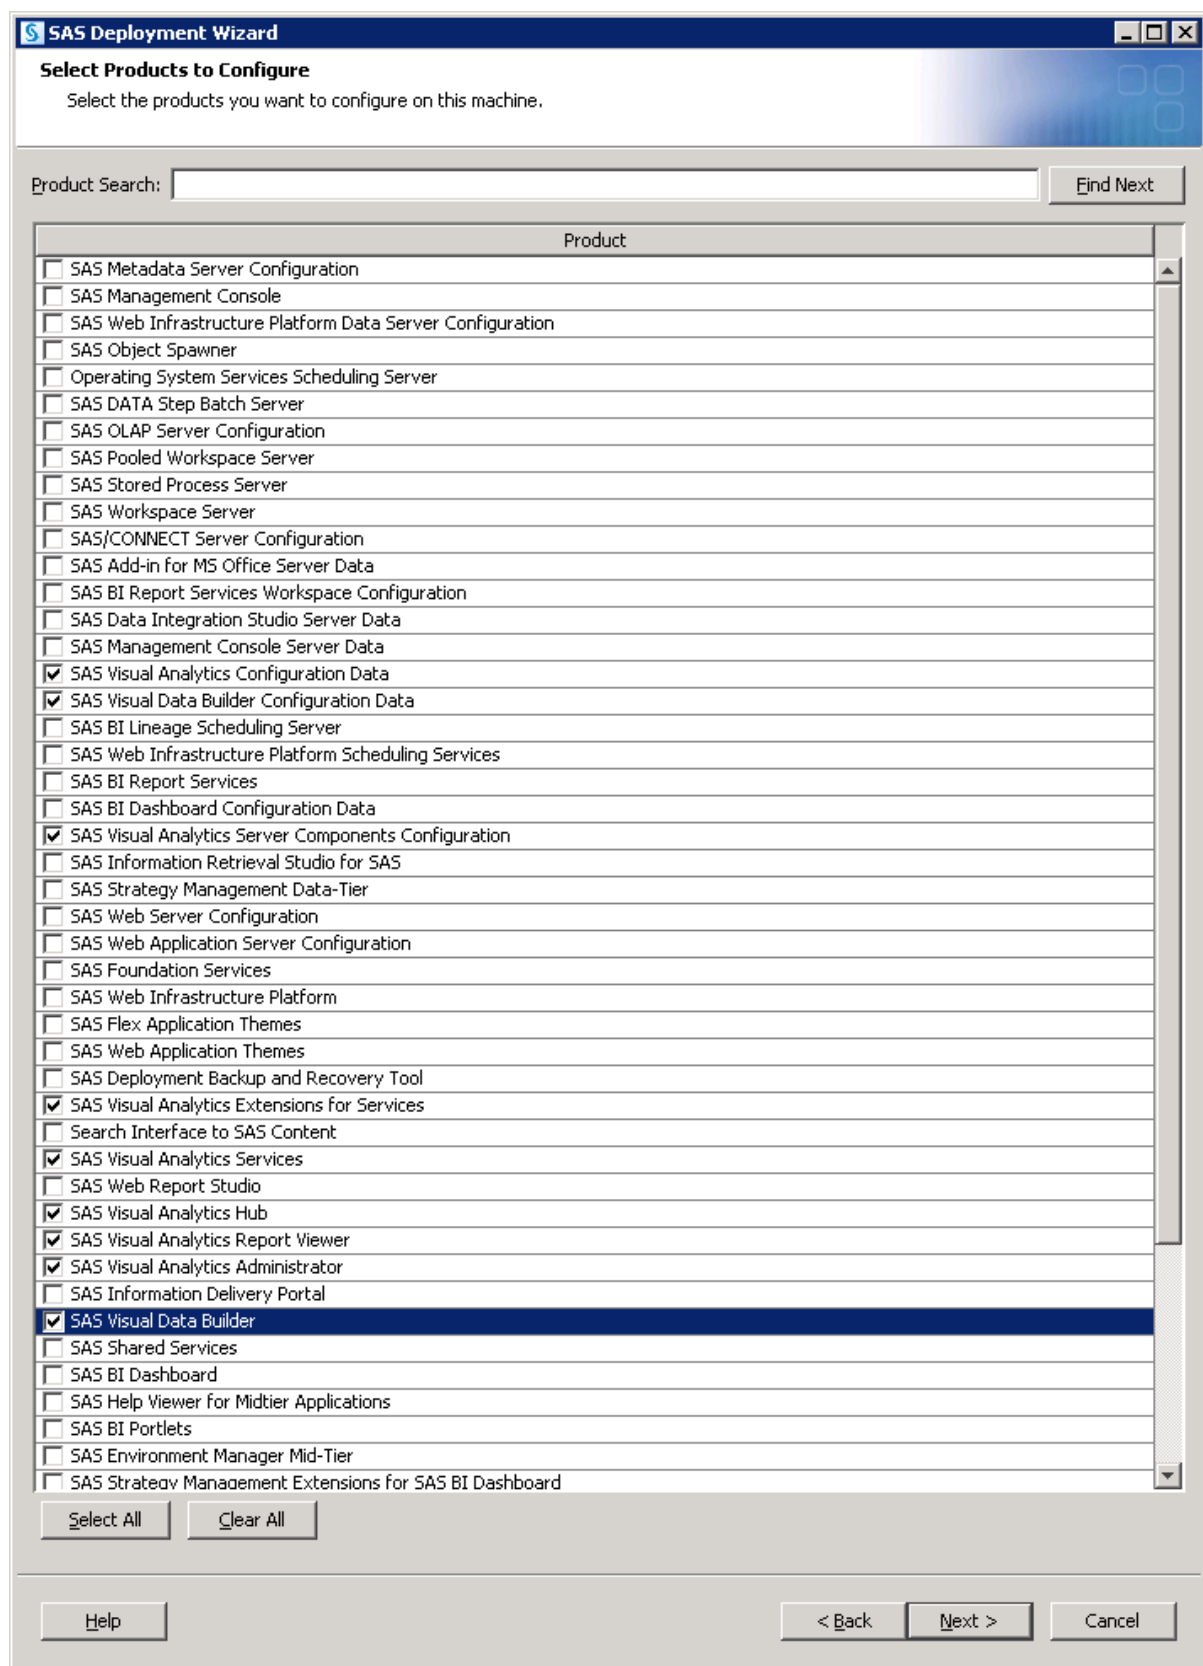 SAS Deployment Wizard
Select Products to Configure
Select the products you want to configure on this machine.
Product Search:
Find Next
Product
SAS Metadata Server Configuration
SAS Management Console
SAS Web Infrastructure Platform Data Server Configuration
SAS Object Spawner
Operating System Services Scheduling Server
SAS DATA Step Batch Server
SAS OLAP Server Configuration
SAS Pooled Workspace Server
SAS Stored Process Server
SAS Workspace Server
SAS/CONNECT Server Configuration
SAS Add-in for MS Office Server Data
SAS BI Report Services Workspace Configuration
SAS Data Integration Studio Server Data
SAS Management Console Server Data
SAS Visual Analytics Configuration Data
SAS Visual Data Builder Configuration Data
SAS BI Lineage Scheduling Server
SAS Web Infrastructure Platform Scheduling Services
SAS BI Report Services
SAS BI Dashboard Configuration Data
SAS Visual Analytics Server Components Configuration
SAS Information Retrieval Studio for SAS
SAS Strategy Management Data-Tier
SAS Web Server Configuration
SAS Web Application Server Configuration
SAS Foundation Services
SAS Web Infrastructure Platform
SAS Flex Application Themes
SAS Web Application Themes
SAS Deployment Backup and Recovery Tool
SAS Visual Analytics Extensions for Services
Search Interface to SAS Content
SAS Visual Analytics Services
SAS Web Report Studio
SAS Visual Analytics Hub
SAS Visual Analytics Report Viewer
SAS Visual Analytics Administrator
SAS Information Delivery Portal
SAS Visual Data Builder
SAS Shared Services
SAS BI Dashboard
SAS Help Viewer for Midtier Applications
SAS BI Portlets
SAS Environment Manager Mid-Tier
SAS Strategy Management Extensions for SAS BI Dashboard
Select All
Clear All
Help
< Back
Next >
Cancel